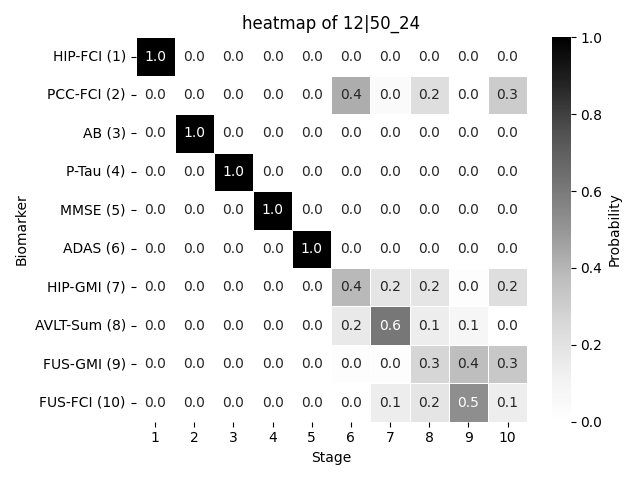 heatmap of 12|50_24
HIP-FCI (1) 1.0 0.0 0.0 0.0 0.0 0.0 0.0 0.0 0.0 0.0
PCC-FCI (2) 0.0 0.0 0.0 0.0 0.0 0.4 0.0 0.2 0.0 0.3
AB (3) 0.0 1.0 0.0 0.0 0.0 0.0 0.0 0.0 0.0 0.0
P-Tau (4) 0.0 0.0 1.0 0.0 0.0 0.0 0.0 0.0 0.0 0.0
MMSE (5) 0.0 0.0 0.0 1.0 0.0 0.0 0.0 0.0 0.0 0.0
ADAS (6) 0.0 0.0 0.0 0.0 1.0 0.0 0.0 0.0 0.0 0.0
HIP-GMI (7) 0.0 0.0 0.0 0.0 0.0 0.4 0.2 0.2 0.0 0.2
AVLT-Sum (8) 0.0 0.0 0.0 0.0 0.0 0.2 0.6 0.1 0.1 0.0
FUS-GMI (9) 0.0 0.0 0.0 0.0 0.0 0.0 0.0 0.3 0.4 0.3
FUS-FCI (10) 0.0 0.0 0.0 0.0 0.0 0.0 0.1 0.2 0.5 0.1
1 2 3 4 5 6 7 8 9 10
Stage
Biomarker
1.0
0.8
0.6
0.4
0.2
0.0
Probability